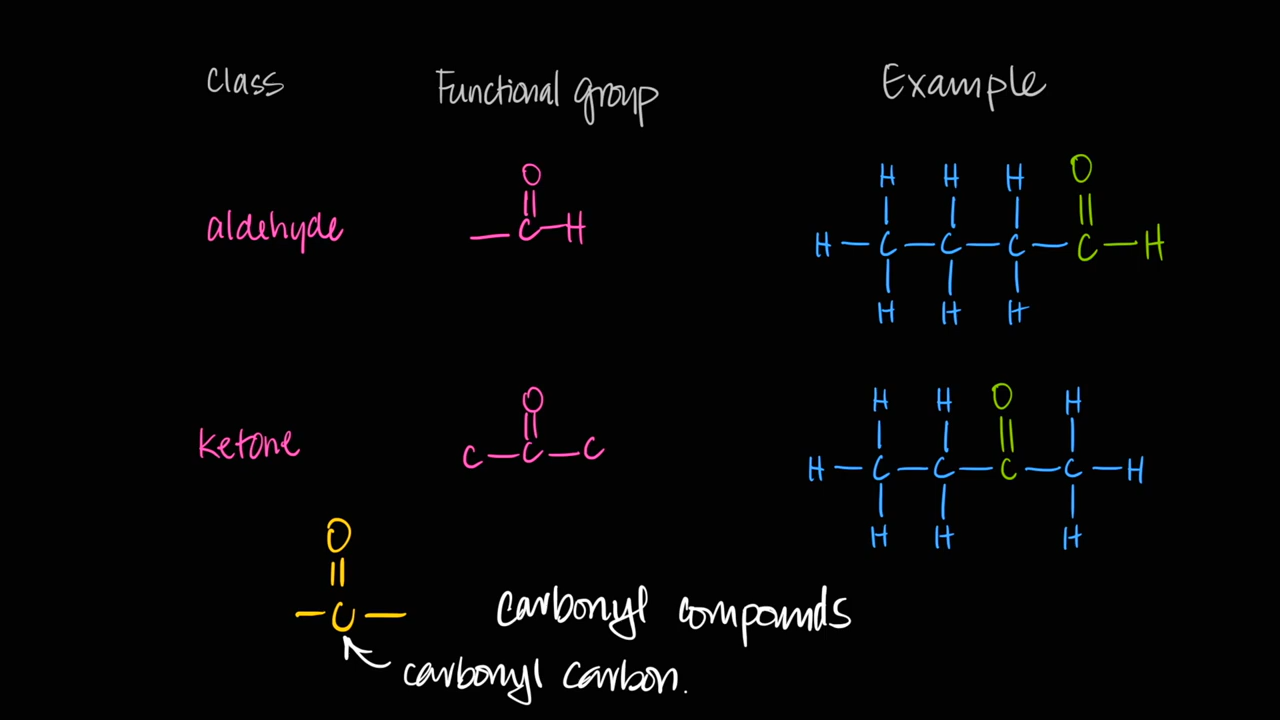 Class Functional group Example
O
aldehyde — C — H
H H H O
H — C — C — C — C — H
H H H
O
ketone C — C — C
H H O H
H — C — C — C — C — H
H H H
O
— C — carbonyl compounds
carbonyl carbon.